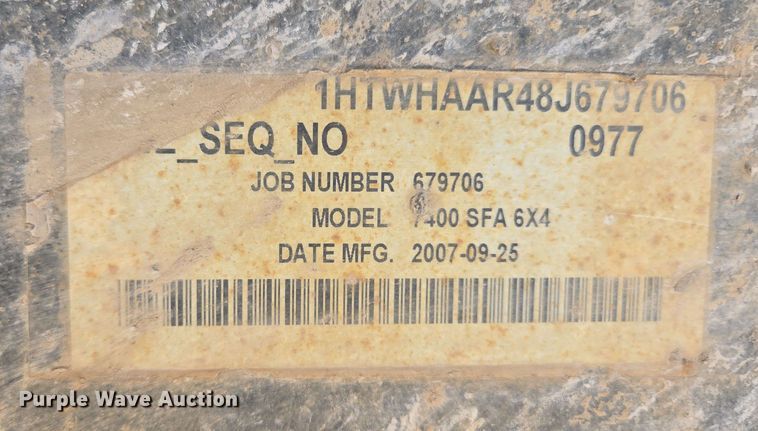 1HTWHAAR48J679706
_SEQ_NO 0977
JOB NUMBER 679706
MODEL 7400 SFA 6X4
DATE MFG. 2007-09-25
Purple Wave Auction